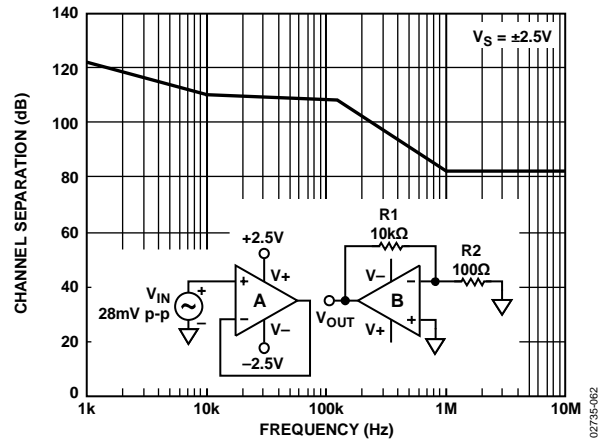 140
120
100
80
60
40
20
0
CHANNEL SEPARATION (dB)
VS = ±2.5V
+2.5V
V+
+
A
−
V−
−2.5V
VIN
28mV p-p
+
~
−
R1
10kΩ
R2
100Ω
V−
−
B
+
V+
VOUT
1k
10k
100k
1M
10M
FREQUENCY (Hz)
02735-062